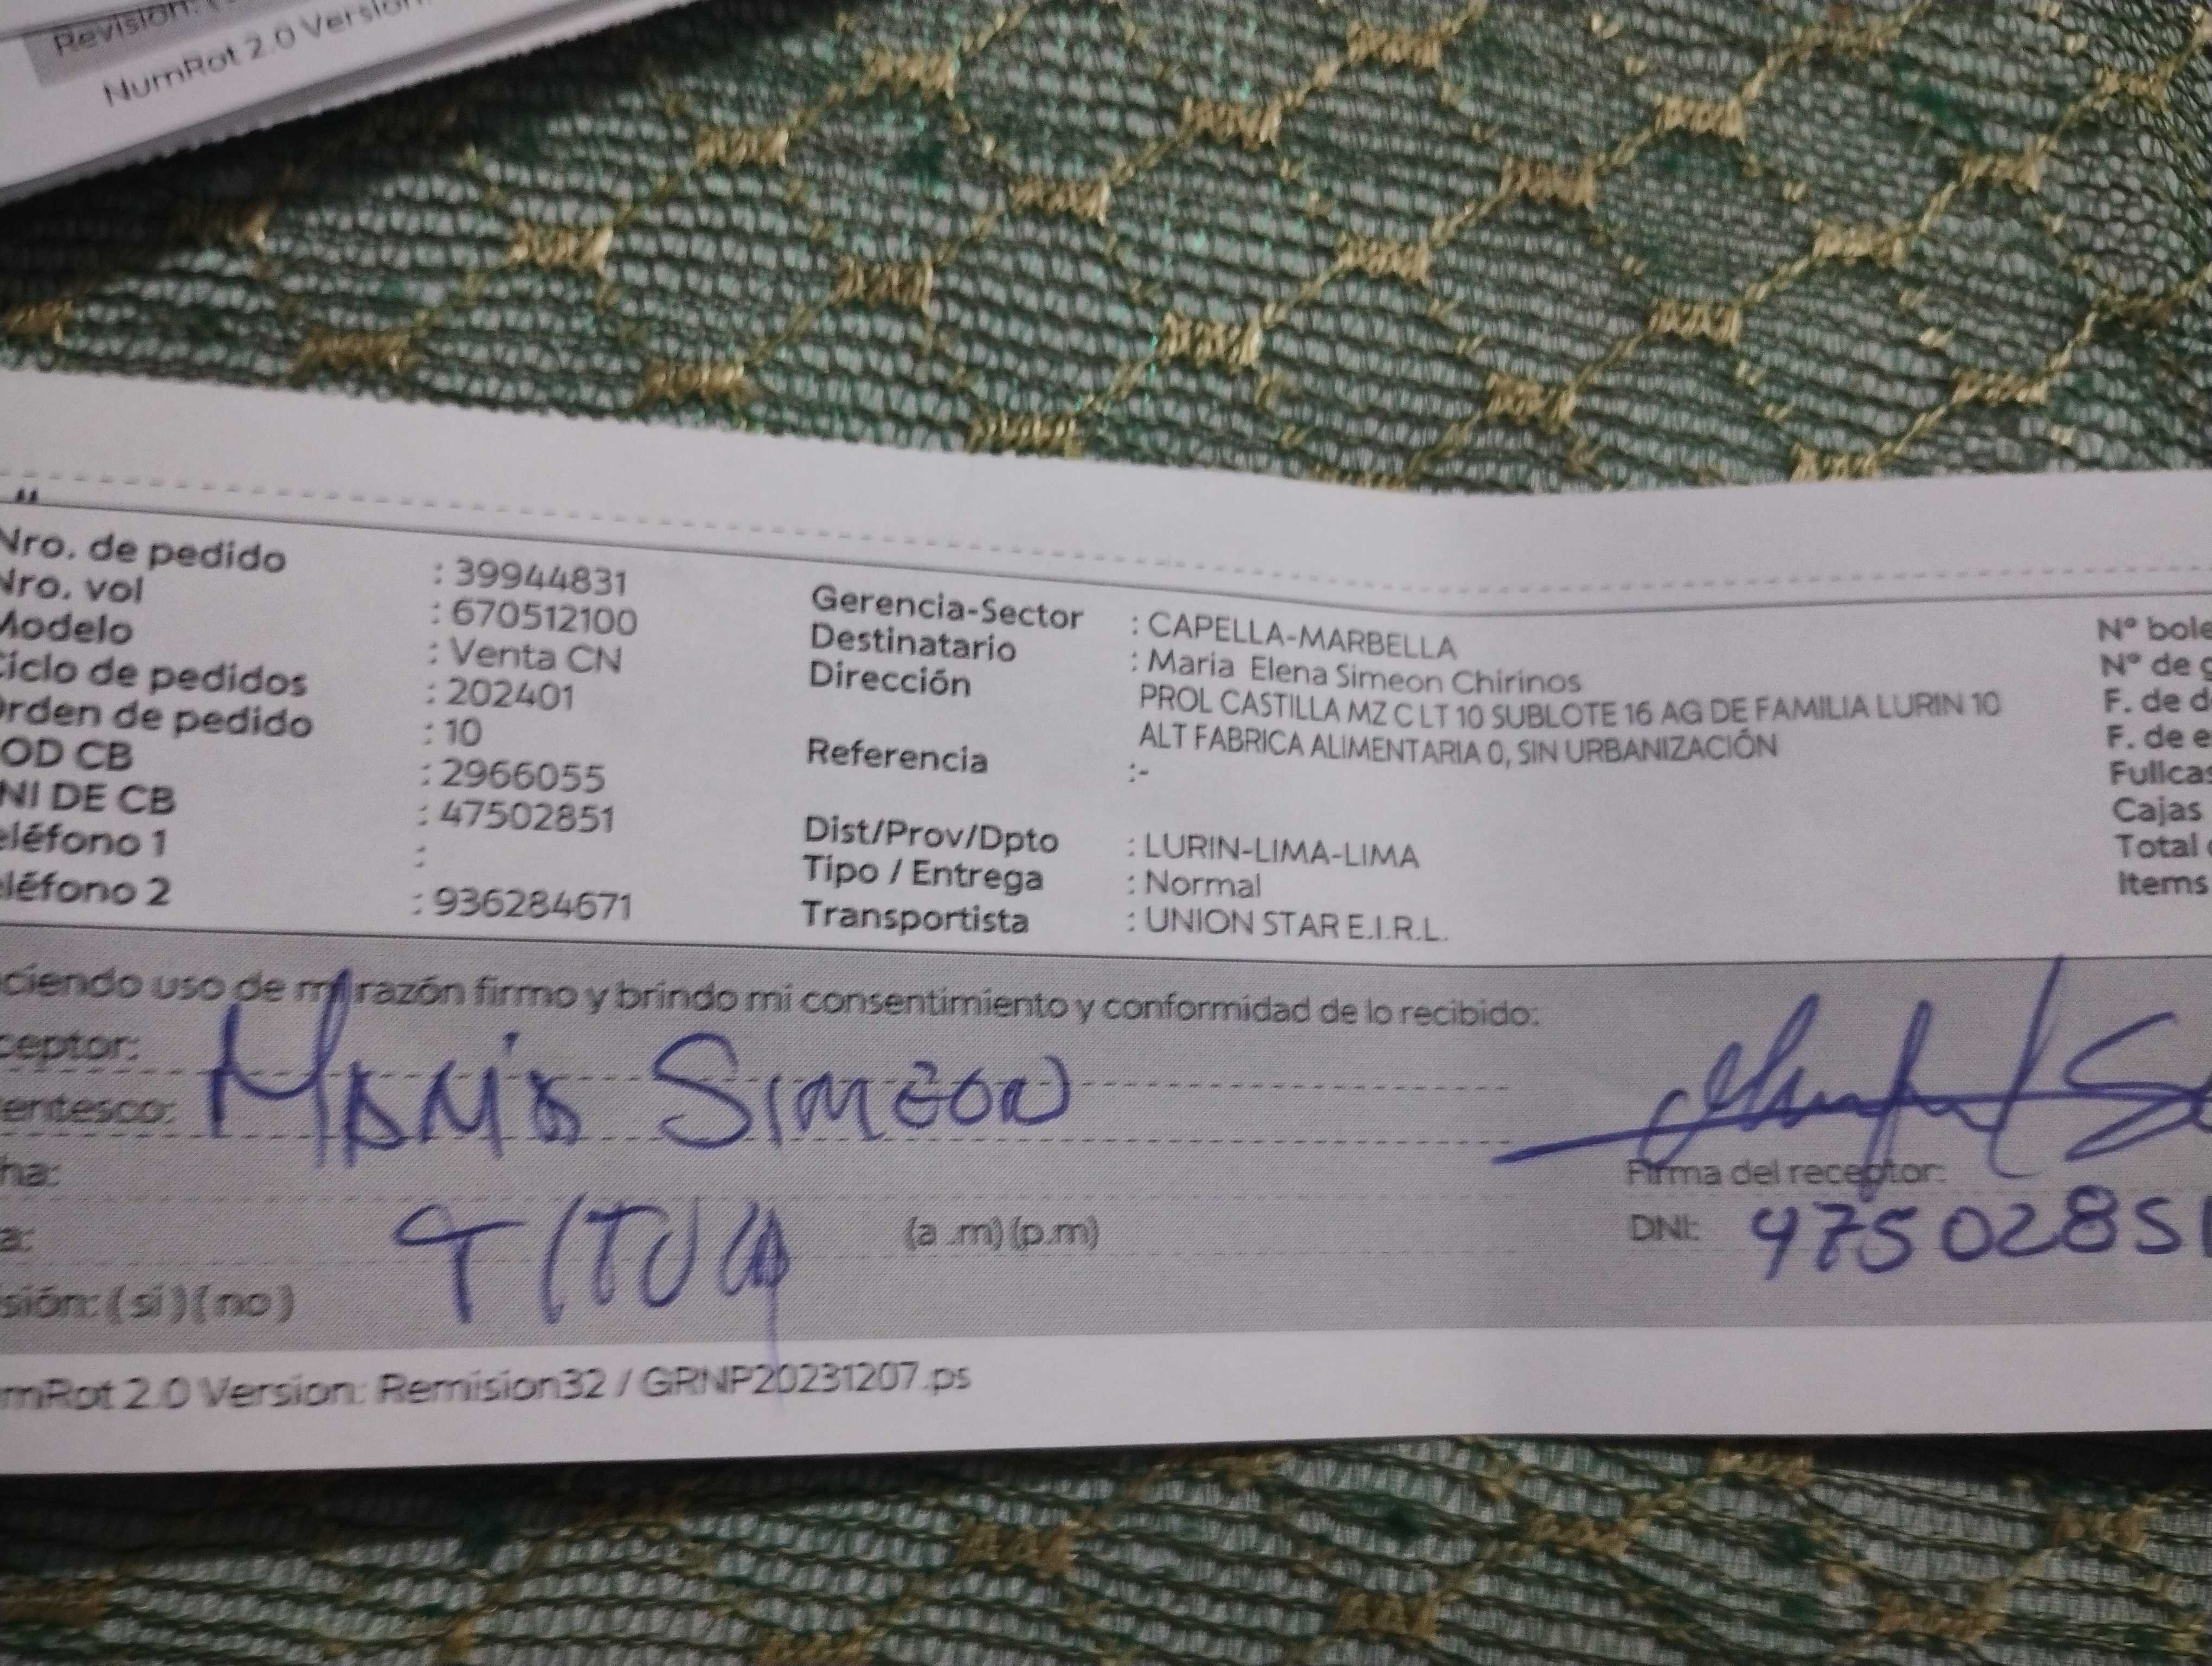 Revisión: (
NumRot 2.0 Version:
Nro. de pedido : 39944831
Nro. vol : 670512100
Modelo : Venta CN
Ciclo de pedidos : 202401
Orden de pedido : 10
OD CB : 2966055
NI DE CB : 47502851
eléfono 1 :
eléfono 2 : 936284671
Gerencia-Sector : CAPELLA-MARBELLA
Destinatario : Maria Elena Simeon Chirinos
Dirección PROL CASTILLA MZ C LT 10 SUBLOTE 16 AG DE FAMILIA LURIN 10
ALT FABRICA ALIMENTARIA 0, SIN URBANIZACIÓN
Referencia :-
Dist/Prov/Dpto : LURIN-LIMA-LIMA
Tipo / Entrega : Normal
Transportista : UNION STAR E.I.R.L.
N° bole
N° de g
F. de d
F. de e
Fullcas
Cajas
Total
Items
ciendo uso de mi razón firmo y brindo mi consentimiento y conformidad de lo recibido:
ceptor: MARIA SIMEON
entesco:
ha:
a: TITULA (a .m) (p.m)
sión: ( si ) ( no )
Firma del receptor:
DNI: 47502851
mRot 2.0 Version: Remision32 / GRNP20231207.ps